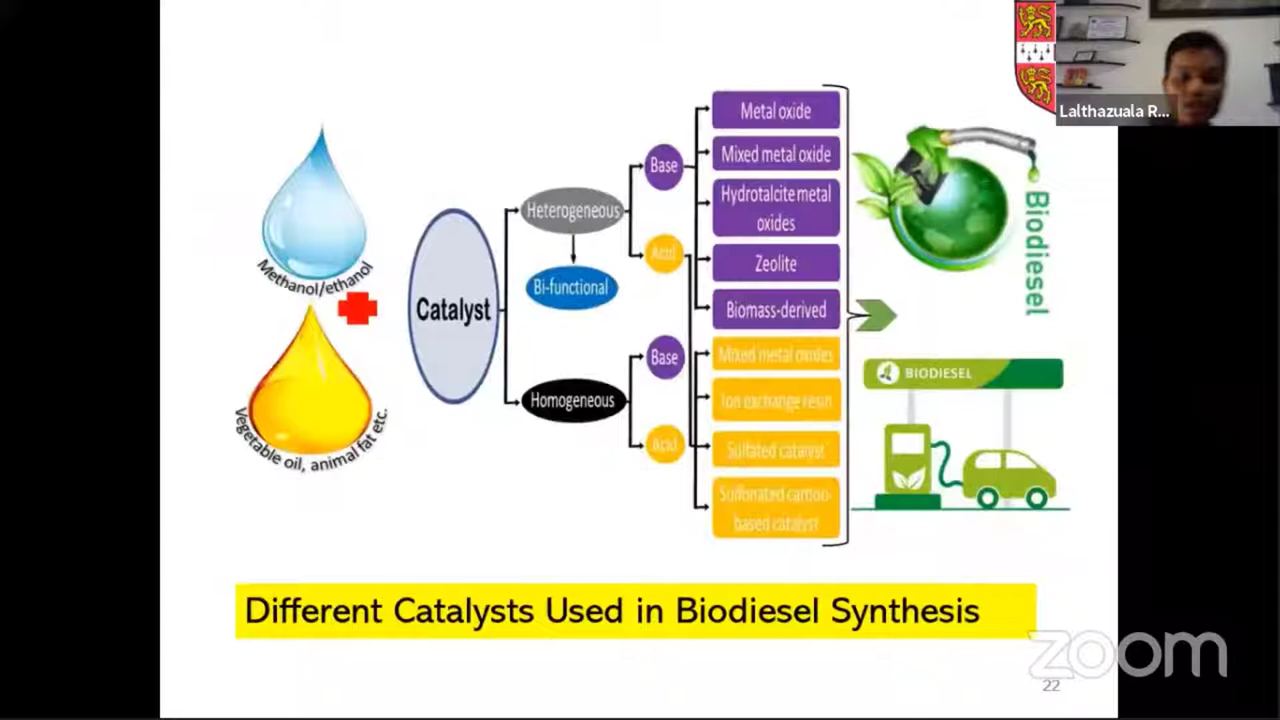 Lalthazuala R...
Methanol/ethanol
Vegetable oil, animal fat etc.
Catalyst
Heterogeneous
Bi-functional
Homogeneous
Base
Acid
Base
Acid
Metal oxide
Mixed metal oxide
Hydrotalcite metal
oxides
Zeolite
Biomass-derived
Mixed metal oxides
Ion exchange resin
Sulfated catalyst
Sulfonated carbon-
based catalyst
Biodiesel
BIODIESEL
Different Catalysts Used in Biodiesel Synthesis
zoom
22